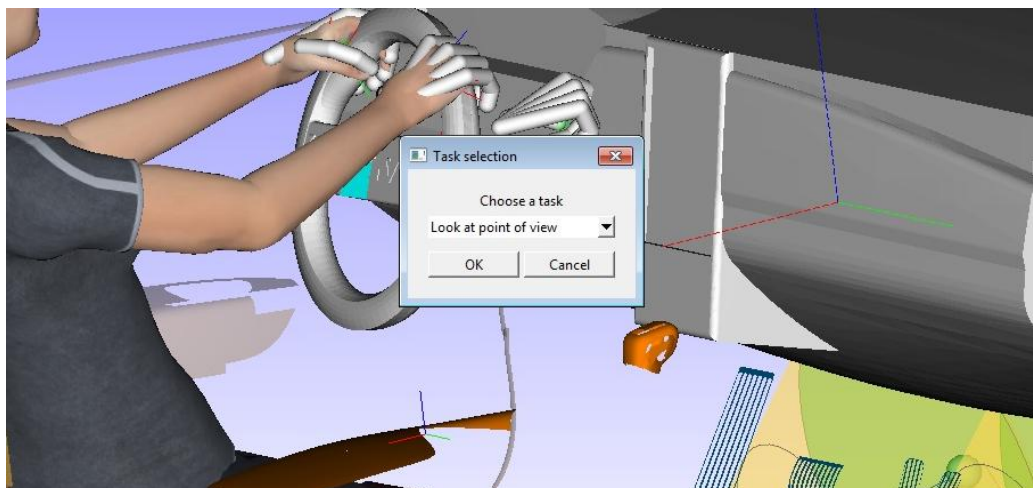 Task selection
Choose a task
Look at point of view
OK
Cancel